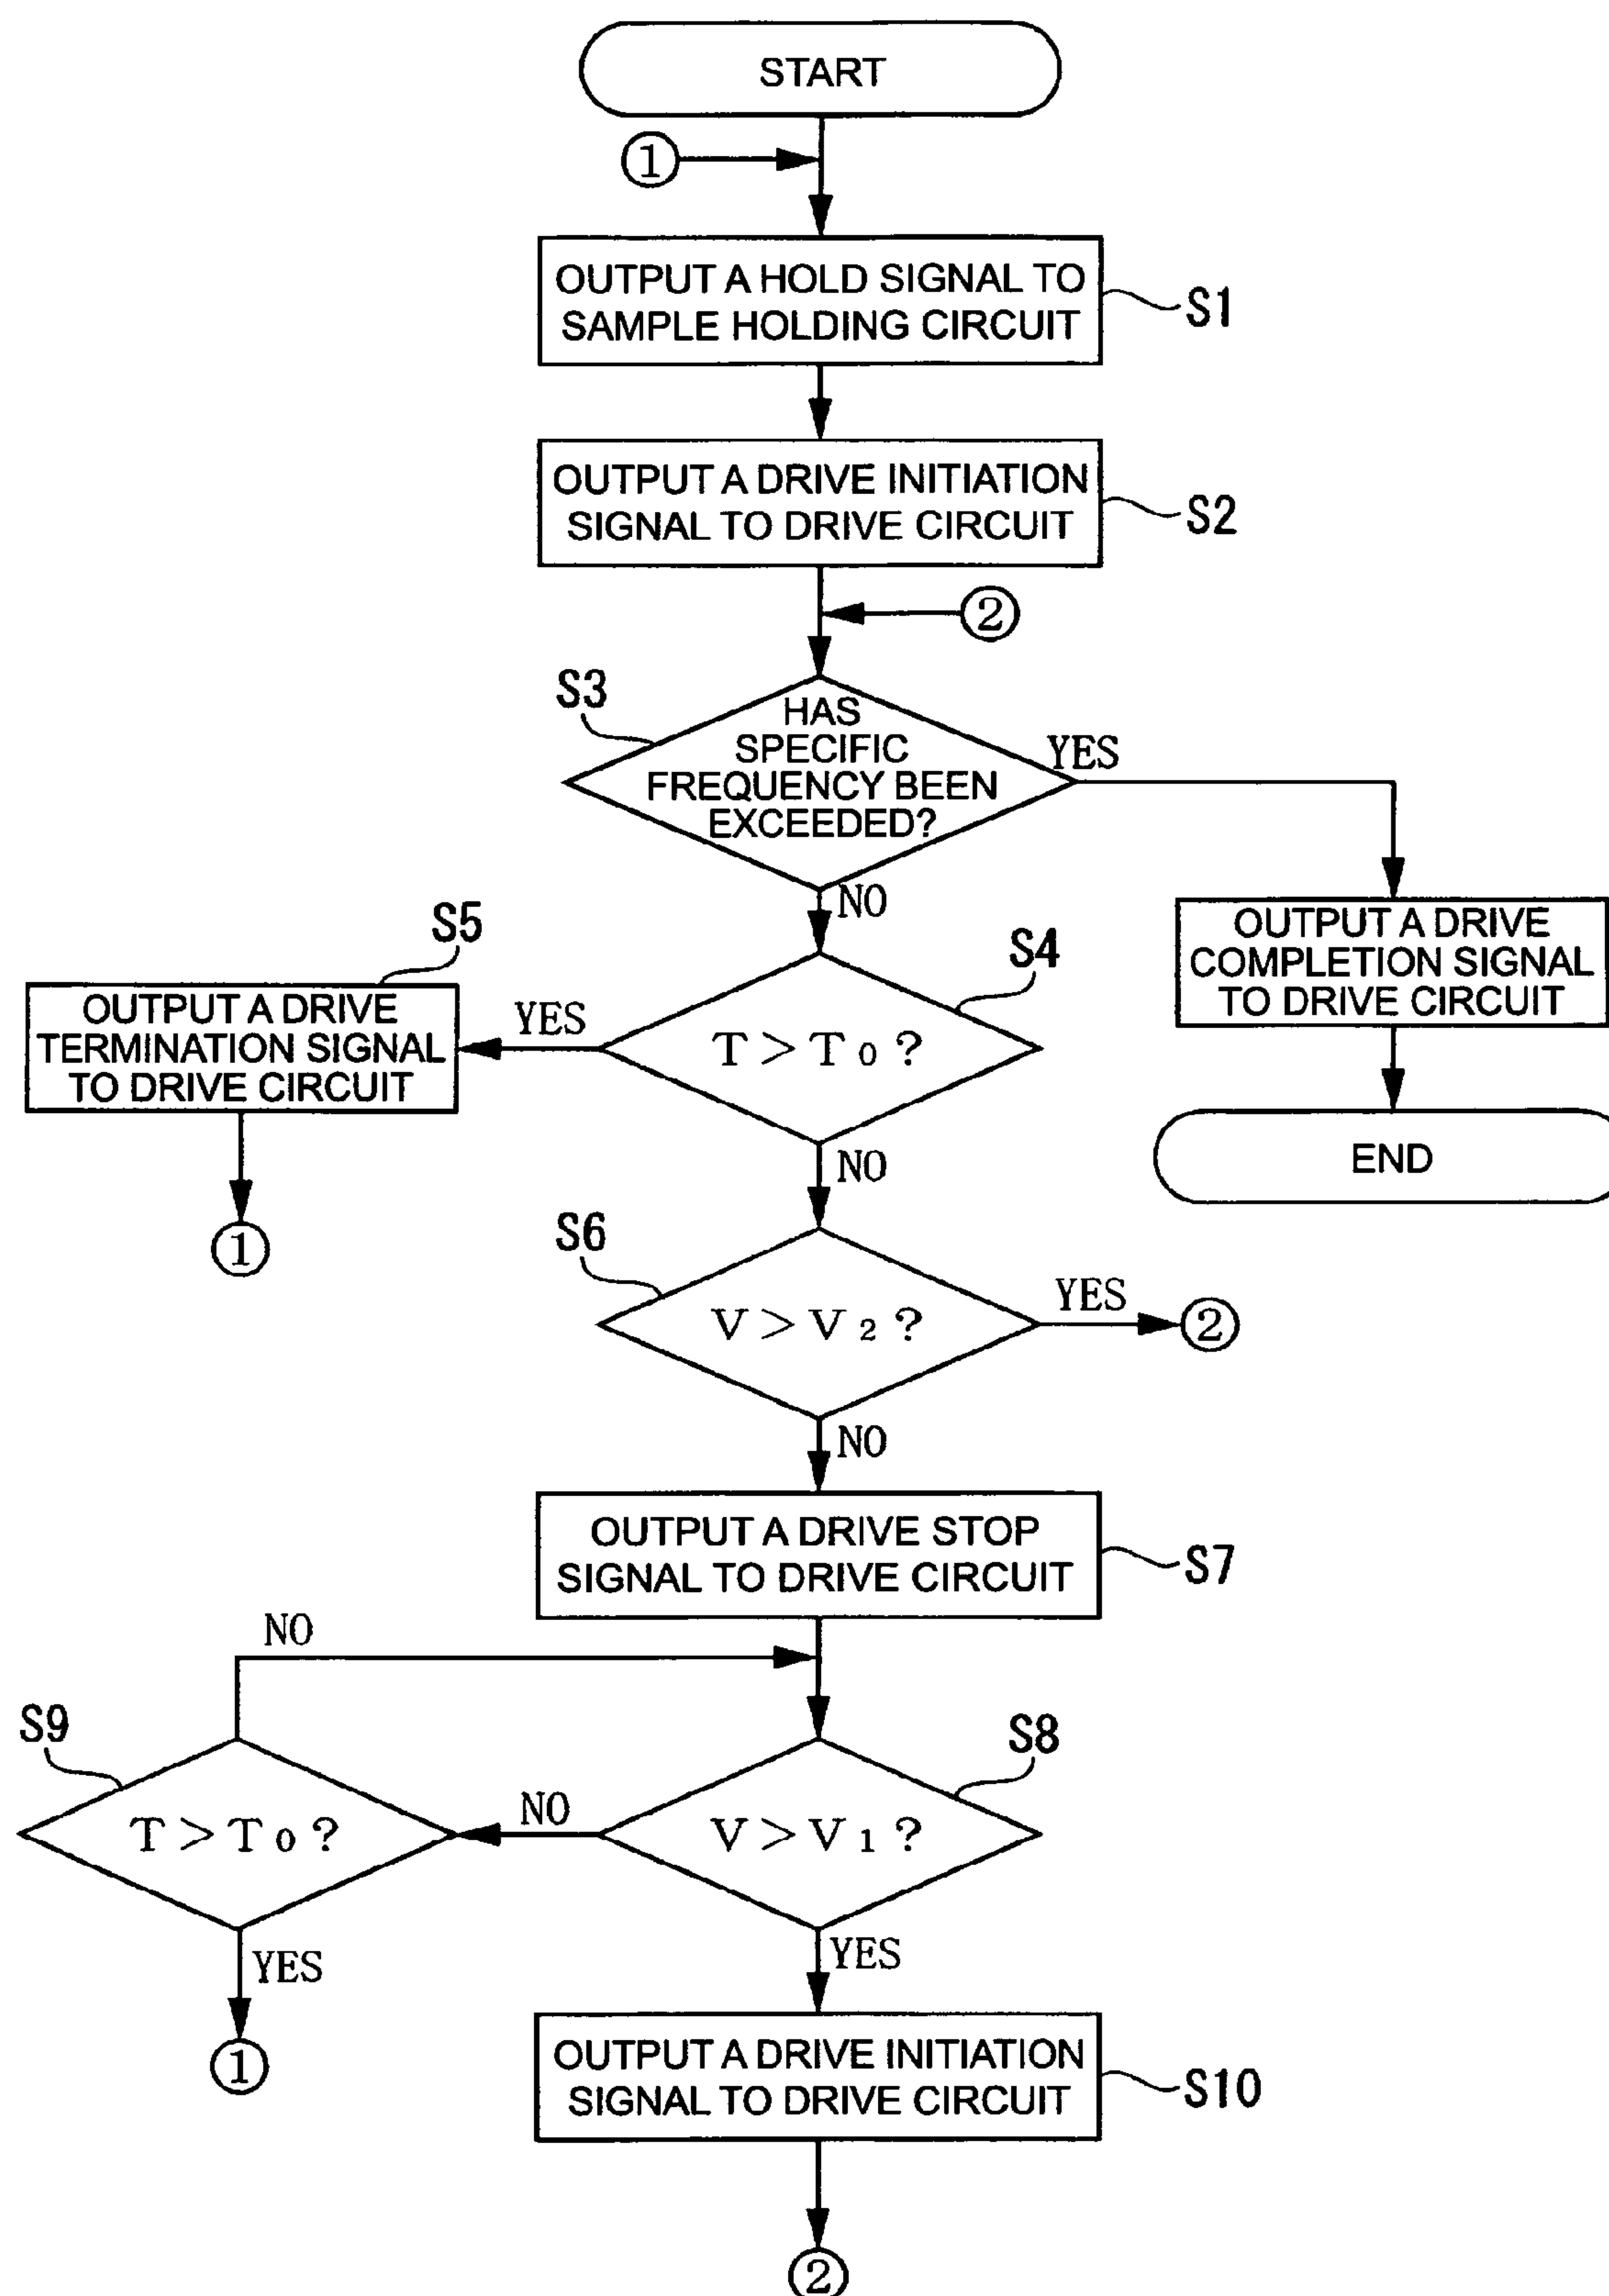 START
①
OUTPUT A HOLD SIGNAL TO
SAMPLE HOLDING CIRCUIT
S1
OUTPUT A DRIVE INITIATION
SIGNAL TO DRIVE CIRCUIT
S2
②
S3
HAS
SPECIFIC
FREQUENCY BEEN
EXCEEDED?
YES
NO
OUTPUT A DRIVE
COMPLETION SIGNAL
TO DRIVE CIRCUIT
END
S4
T > T₀ ?
YES
NO
S5
OUTPUT A DRIVE
TERMINATION SIGNAL
TO DRIVE CIRCUIT
①
S6
V > V₂ ?
YES
②
NO
OUTPUT A DRIVE STOP
SIGNAL TO DRIVE CIRCUIT
S7
NO
S9
T > T₀ ?
NO
S8
V > V₁ ?
YES
①
YES
OUTPUT A DRIVE INITIATION
SIGNAL TO DRIVE CIRCUIT
S10
②